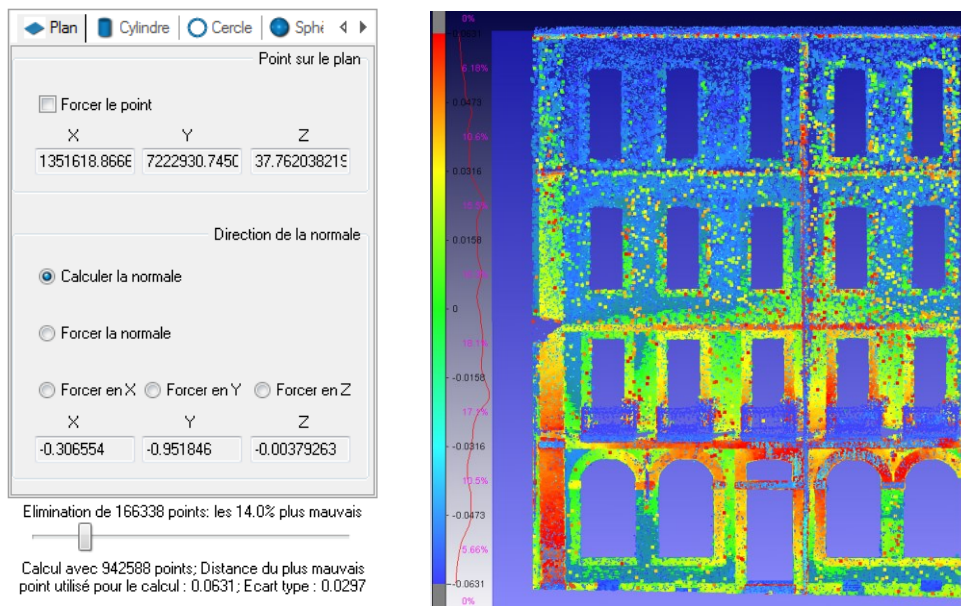 Plan Cylindre Cercle Sphè
Point sur le plan
Forcer le point
X Y Z
1351618.8666 7222930.7450 37.762038219
Direction de la normale
Calculer la normale
Forcer la normale
Forcer en X Forcer en Y Forcer en Z
X Y Z
-0.306554 -0.951846 -0.00379263
Elimination de 166338 points: les 14.0% plus mauvais
Calcul avec 942588 points; Distance du plus mauvais
point utilisé pour le calcul : 0.0631; Ecart type : 0.0297
0%
0.0631
6.18%
0.0473
10.6%
0.0316
0.0158
0
18.1%
-0.0158
17.1%
-0.0316
10.5%
-0.0473
5.66%
-0.0631
0%